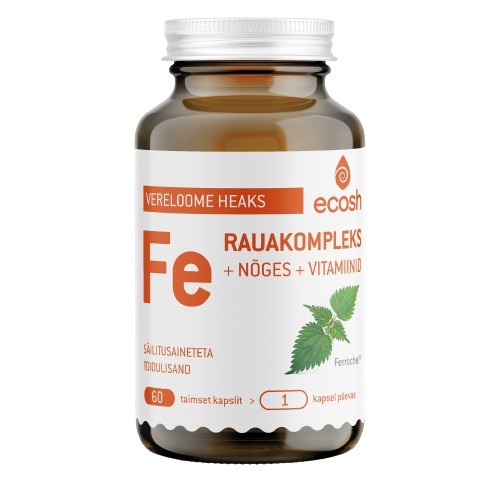 ecosh
VERELOOME HEAKS
Fe
RAUAKOMPLEKS
+ NÕGES + VITAMIINID
Ferrochel®
SÄILITUSAINETETA
TOIDULISAND
60 taimset kapslit > 1 kapsel päevas